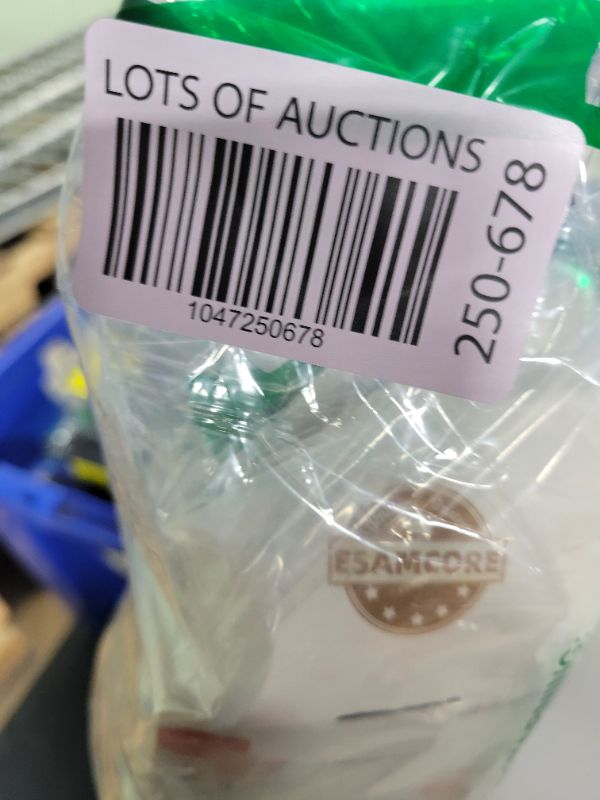 LOTS OF AUCTIONS
1047250678
250-678
ESAMCORE